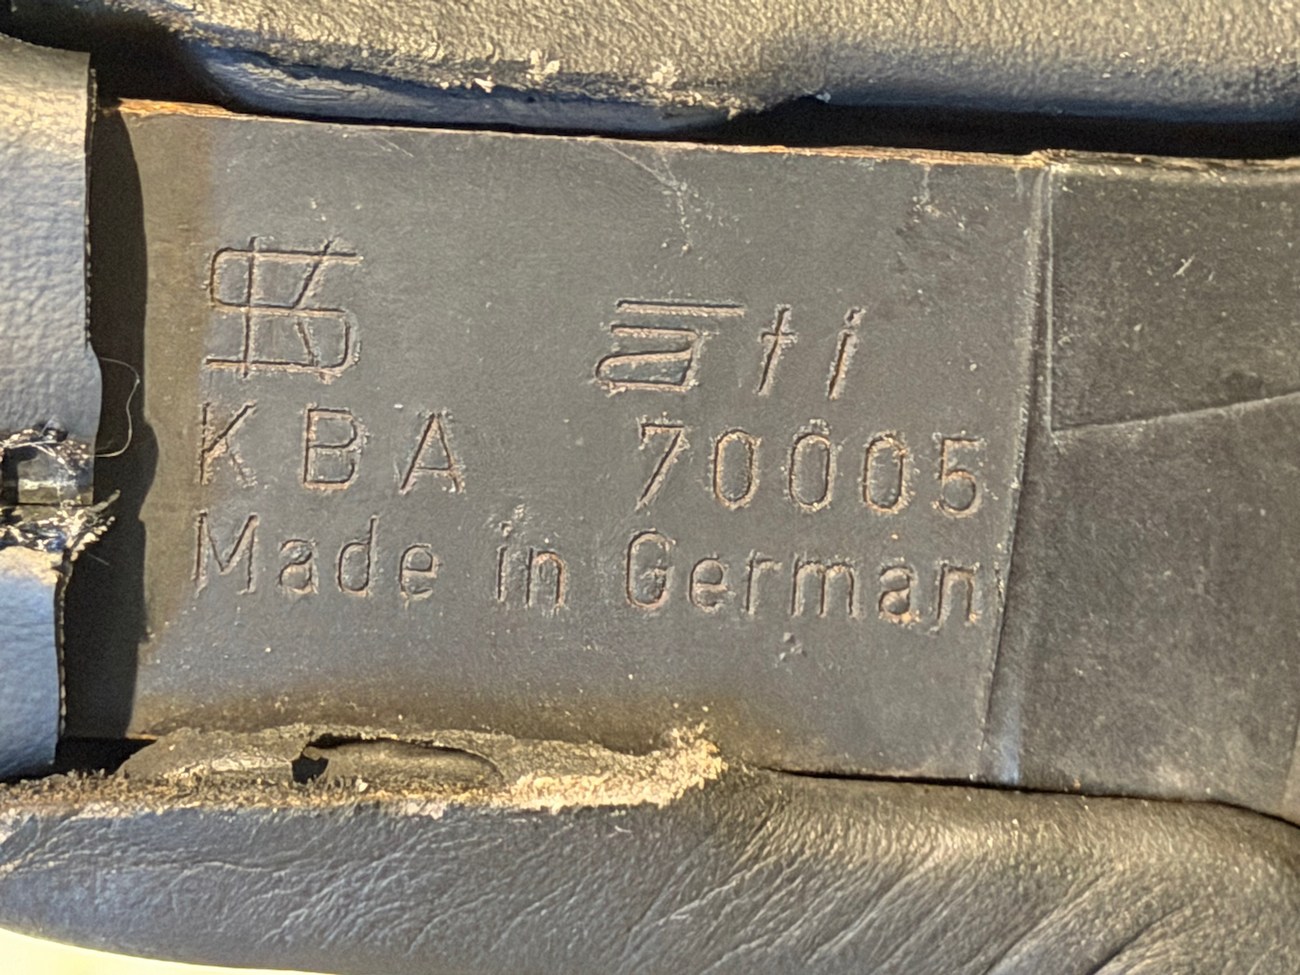 ati
KBA 70005
Made in German